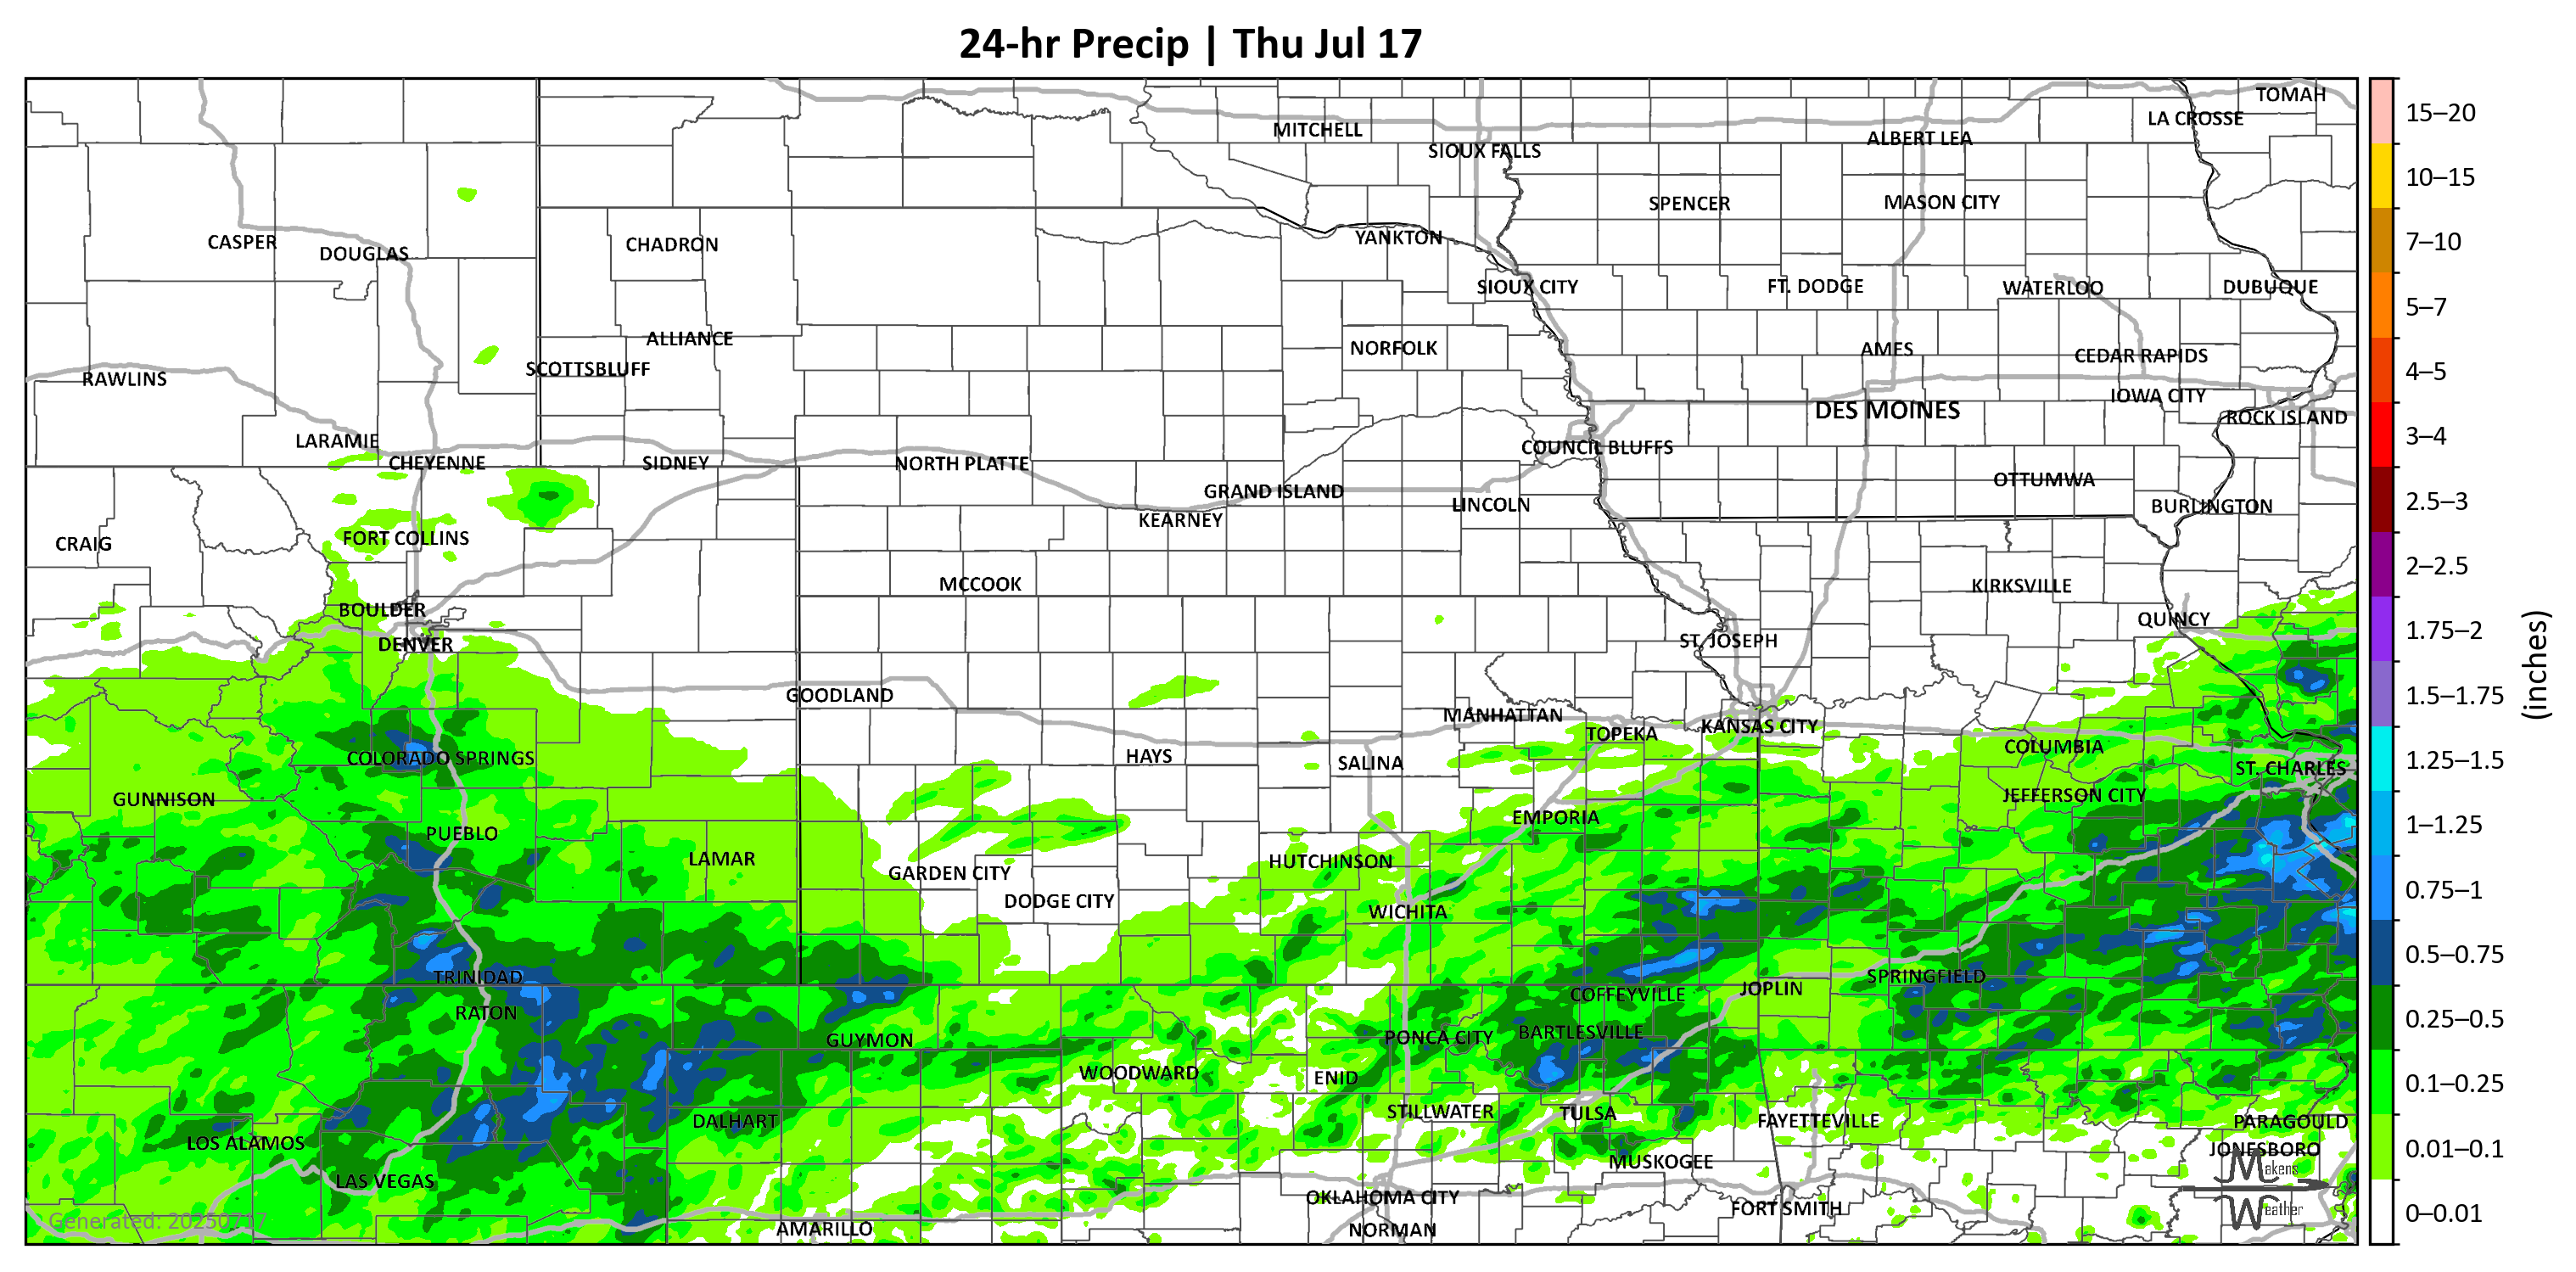 24-hr Precip | Thu Jul 17
TOMAH
LA CROSSE
MITCHELL
ALBERT LEA
SIOUX FALLS
SPENCER
MASON CITY
CASPER
DOUGLAS
CHADRON
YANKTON
SIOUX CITY
FT. DODGE
WATERLOO
DUBUQUE
ALLIANCE
NORFOLK
AMES
CEDAR RAPIDS
SCOTTSBLUFF
RAWLINS
IOWA CITY
DES MOINES
ROCK ISLAND
LARAMIE
COUNCIL BLUFFS
CHEYENNE
SIDNEY
NORTH PLATTE
OTTUMWA
GRAND ISLAND
LINCOLN
BURLINGTON
KEARNEY
CRAIG
FORT COLLINS
MCCOOK
KIRKSVILLE
BOULDER
QUINCY
DENVER
ST. JOSEPH
GOODLAND
MANHATTAN
KANSAS CITY
TOPEKA
COLUMBIA
COLORADO SPRINGS
HAYS
SALINA
ST. CHARLES
GUNNISON
JEFFERSON CITY
EMPORIA
PUEBLO
LAMAR
HUTCHINSON
GARDEN CITY
DODGE CITY
WICHITA
TRINIDAD
SPRINGFIELD
JOPLIN
COFFEYVILLE
RATON
BARTLESVILLE
PONCA CITY
GUYMON
WOODWARD
ENID
STILLWATER
TULSA
DALHART
FAYETTEVILLE
PARAGOULD
LOS ALAMOS
JONESBORO
MUSKOGEE
LAS VEGAS
OKLAHOMA CITY
FORT SMITH
AMARILLO
NORMAN
Generated: 20250717
Makens
Weather
15–20
10–15
7–10
5–7
4–5
3–4
2.5–3
2–2.5
1.75–2
1.5–1.75
1.25–1.5
1–1.25
0.75–1
0.5–0.75
0.25–0.5
0.1–0.25
0.01–0.1
0–0.01
(inches)